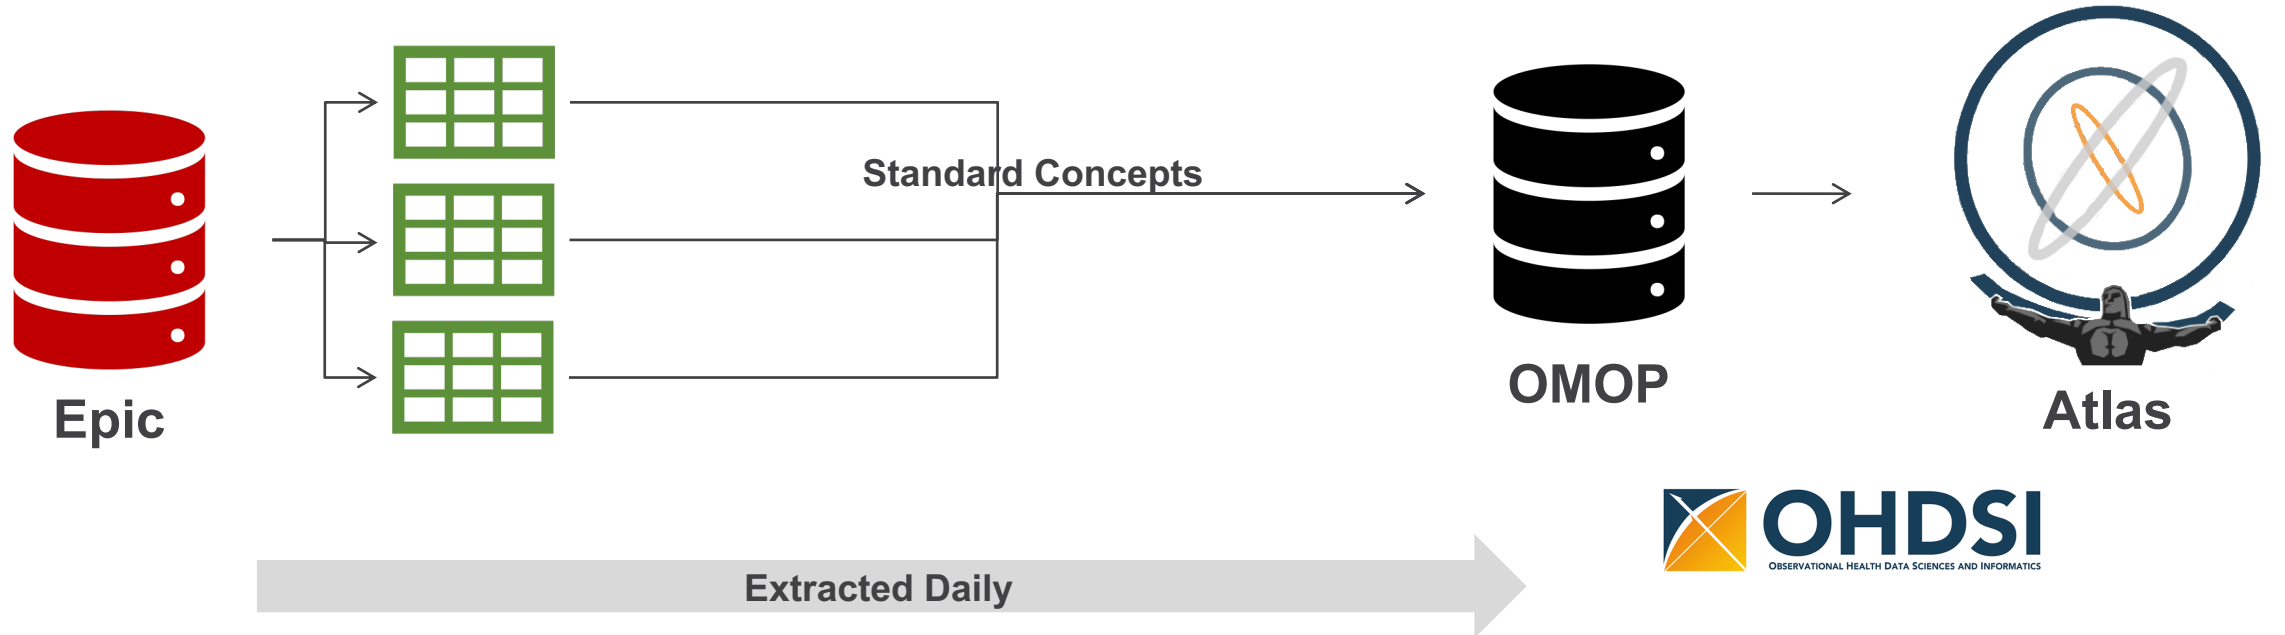 Standard Concepts
Epic
OMOP
Atlas
OHDSI
OBSERVATIONAL HEALTH DATA SCIENCES AND INFORMATICS
Extracted Daily